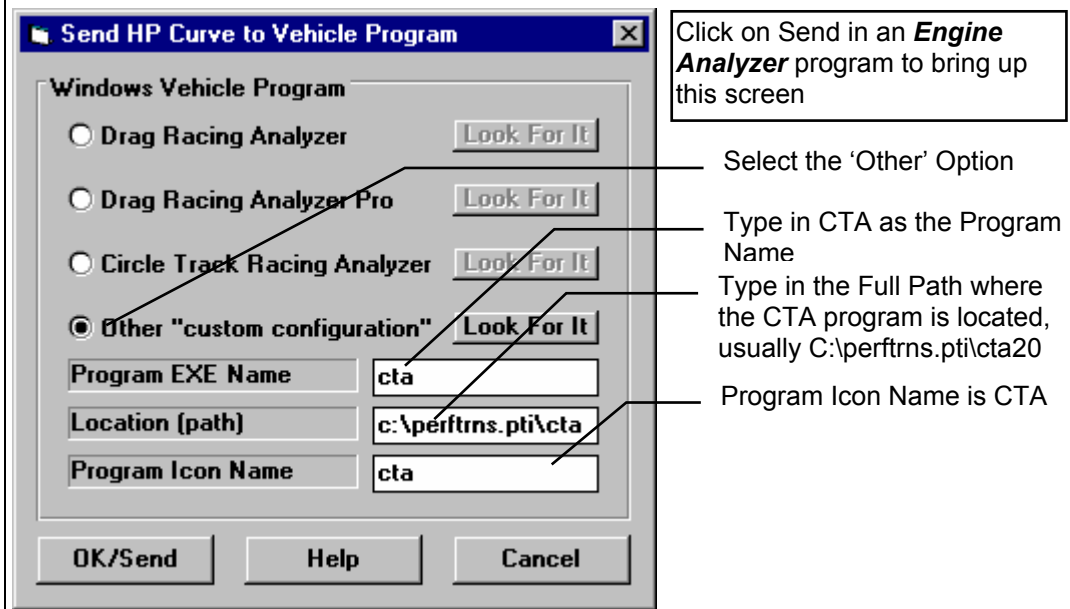 Send HP Curve to Vehicle Program
Windows Vehicle Program
Drag Racing Analyzer
Look For It
Drag Racing Analyzer Pro
Look For It
Circle Track Racing Analyzer
Look For It
Other "custom configuration"
Look For It
Program EXE Name
cta
Location (path)
c:\perftrns.pti\cta
Program Icon Name
cta
OK/Send
Help
Cancel
Click on Send in an Engine
Analyzer program to bring up
this screen
Select the ‘Other’ Option
Type in CTA as the Program
Name
Type in the Full Path where
the CTA program is located,
usually C:\perftrns.pti\cta20
Program Icon Name is CTA